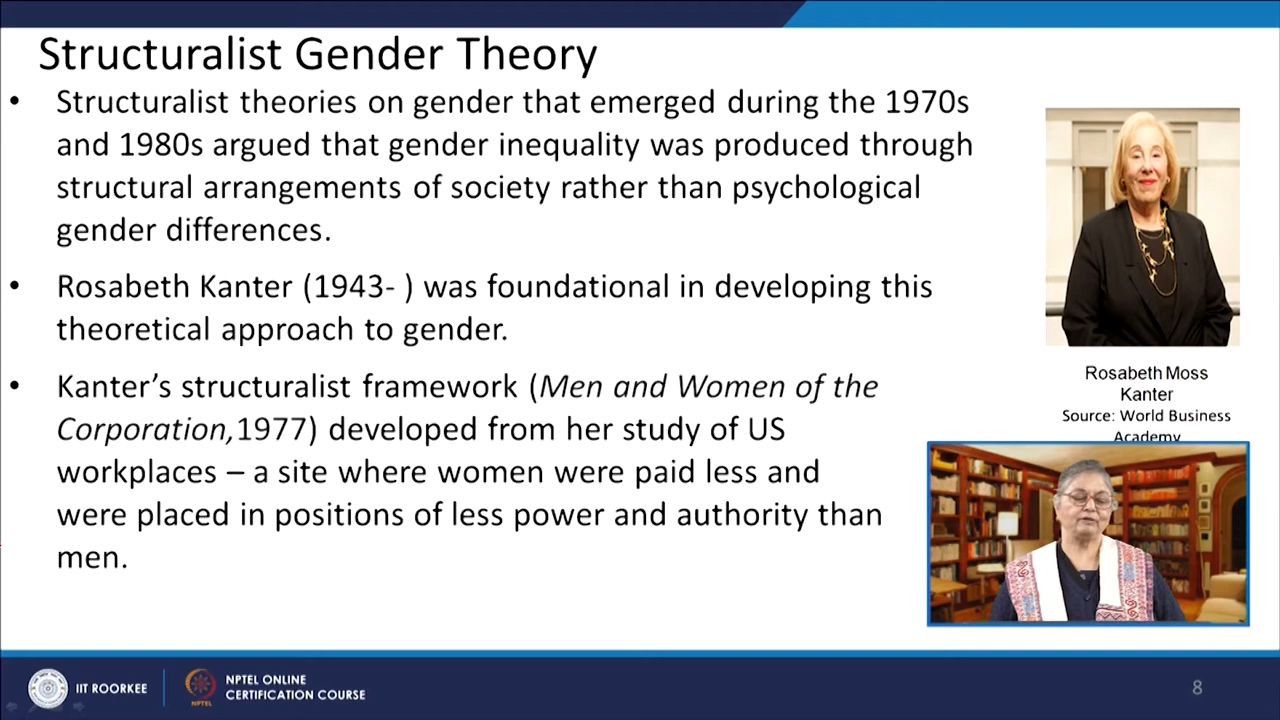 Structuralist Gender Theory
• Structuralist theories on gender that emerged during the 1970s
and 1980s argued that gender inequality was produced through
structural arrangements of society rather than psychological
gender differences.
• Rosabeth Kanter (1943- ) was foundational in developing this
theoretical approach to gender.
• Kanter’s structuralist framework (Men and Women of the
Corporation,1977) developed from her study of US
workplaces – a site where women were paid less and
were placed in positions of less power and authority than
men.
Rosabeth Moss
Kanter
Source: World Business
Academy
IIT ROORKEE
NPTEL
NPTEL ONLINE
CERTIFICATION COURSE
8